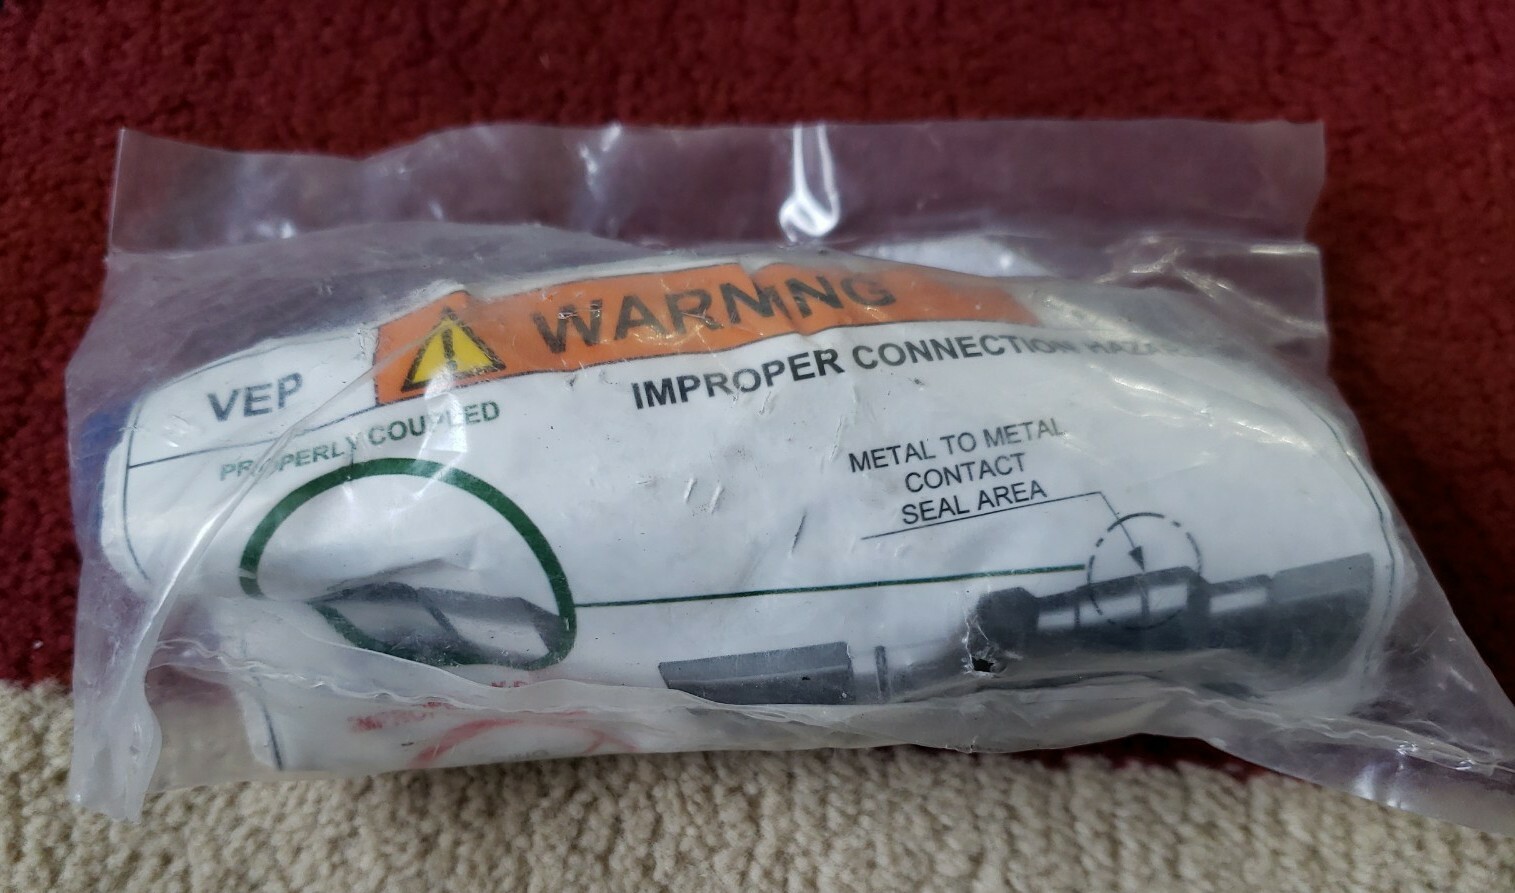 WARNING
VEP
IMPROPER CONNECTION
PROPERLY COUPLED
METAL TO METAL
CONTACT
SEAL AREA